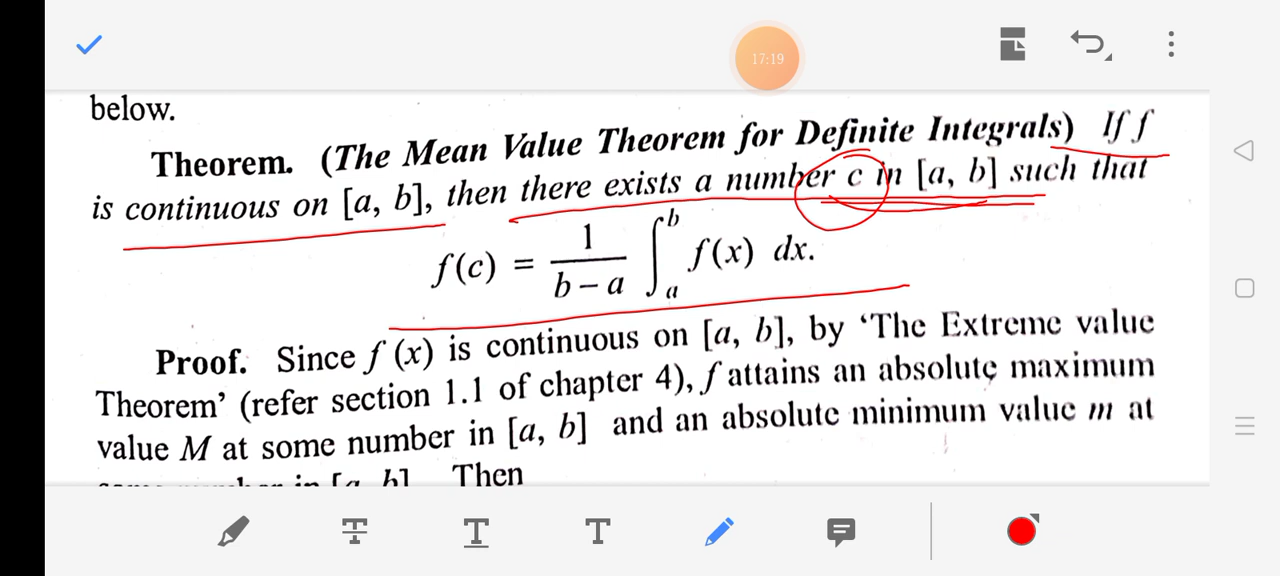 17:19
below.
Theorem. (The Mean Value Theorem for Definite Integrals) If f
is continuous on [a, b], then there exists a number c in [a, b] such that
f(c) = 1/(b – a) ∫_a^b f(x) dx.
Proof. Since f (x) is continuous on [a, b], by ‘The Extreme value
Theorem’ (refer section 1.1 of chapter 4), f attains an absolute maximum
value M at some number in [a, b] and an absolute minimum value m at
some number in [a, b]. Then
T T T